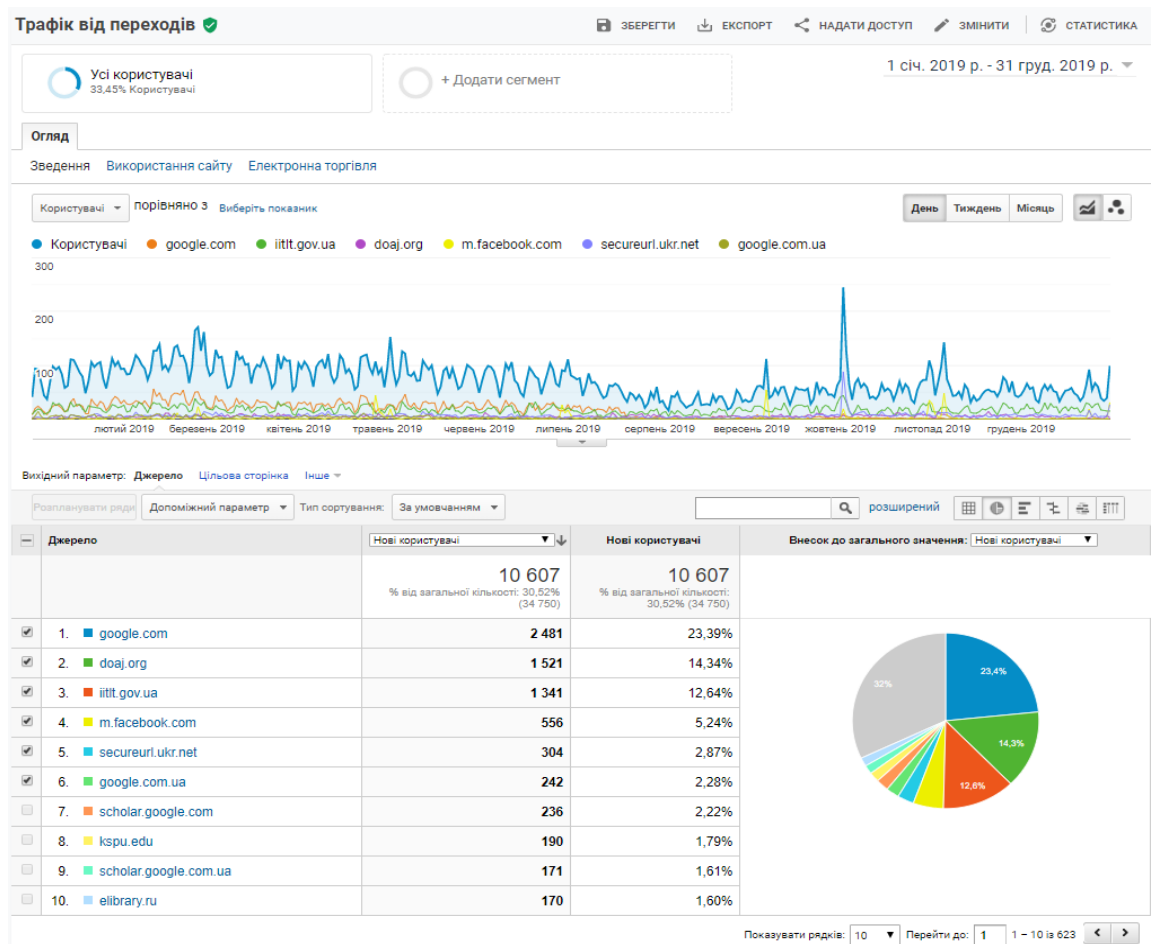 Трафік від переходів
ЗБЕРЕГТИ ЕКСПОРТ НАДАТИ ДОСТУП ЗМІНИТИ СТАТИСТИКА
Усі користувачі
33,45% Користувачі
+ Додати сегмент
1 січ. 2019 р. - 31 груд. 2019 р.
Огляд
Зведення Використання сайту Електронна торгівля
Користувачі порівняно з Виберіть показник
День Тиждень Місяць
Користувачі google.com iitlt.gov.ua doaj.org m.facebook.com secureurl.ukr.net google.com.ua
300
200
100
лютий 2019 березень 2019 квітень 2019 травень 2019 червень 2019 липень 2019 серпень 2019 вересень 2019 жовтень 2019 листопад 2019 грудень 2019
Вихідний параметр: Джерело Цільова сторінка Інше
Розпланувати ряди Допоміжний параметр Тип сортування: За умовчанням розширений
Джерело Нові користувачі Нові користувачі Внесок до загального значення: Нові користувачі
10 607 10 607
% від загальної кількості: 30,52% (34 750) % від загальної кількості: 30,52% (34 750)
1. google.com 2 481 23,39%
2. doaj.org 1 521 14,34%
3. iitlt.gov.ua 1 341 12,64%
4. m.facebook.com 556 5,24%
5. secureurl.ukr.net 304 2,87%
6. google.com.ua 242 2,28%
7. scholar.google.com 236 2,22%
8. kspu.edu 190 1,79%
9. scholar.google.com.ua 171 1,61%
10. elibrary.ru 170 1,60%
32%
23,4%
14,3%
12,6%
Показувати рядків: 10 Перейти до: 1 1 – 10 із 623